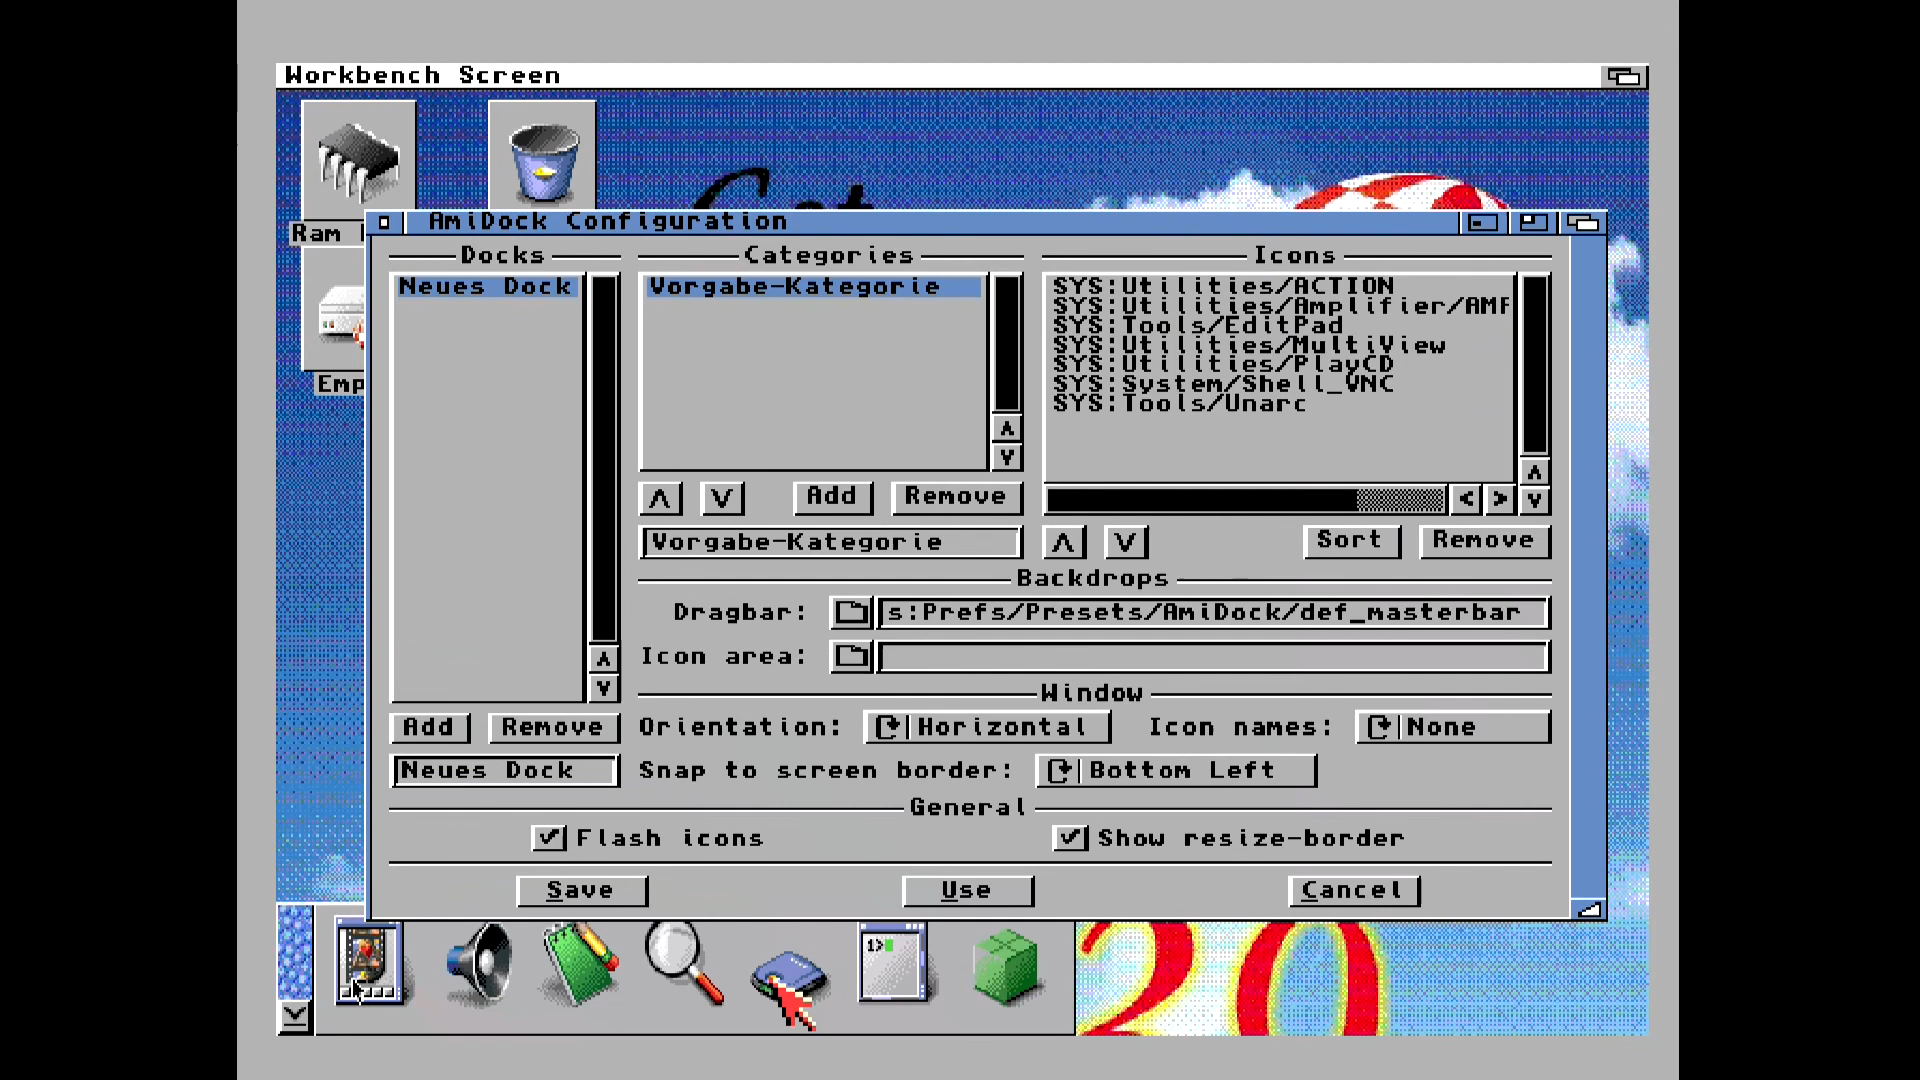 Workbench Screen
Ram
Emp
AmiDock Configuration
Docks
Neues Dock
Add
Remove
Neues Dock
Categories
Vorgabe-Kategorie
Add
Remove
Vorgabe-Kategorie
Icons
SYS:Utilities/ACTION
SYS:Utilities/Amplifier/AMP
SYS:Tools/EditPad
SYS:Utilities/MultiView
SYS:Utilities/PlayCD
SYS:System/Shell_VNC
SYS:Tools/Unarc
Sort
Remove
Backdrops
Dragbar: s:Prefs/Presets/AmiDock/def_masterbar
Icon area:
Window
Orientation: Horizontal
Icon names: None
Snap to screen border: Bottom Left
General
Flash icons
Show resize-border
Save
Use
Cancel
1>
20